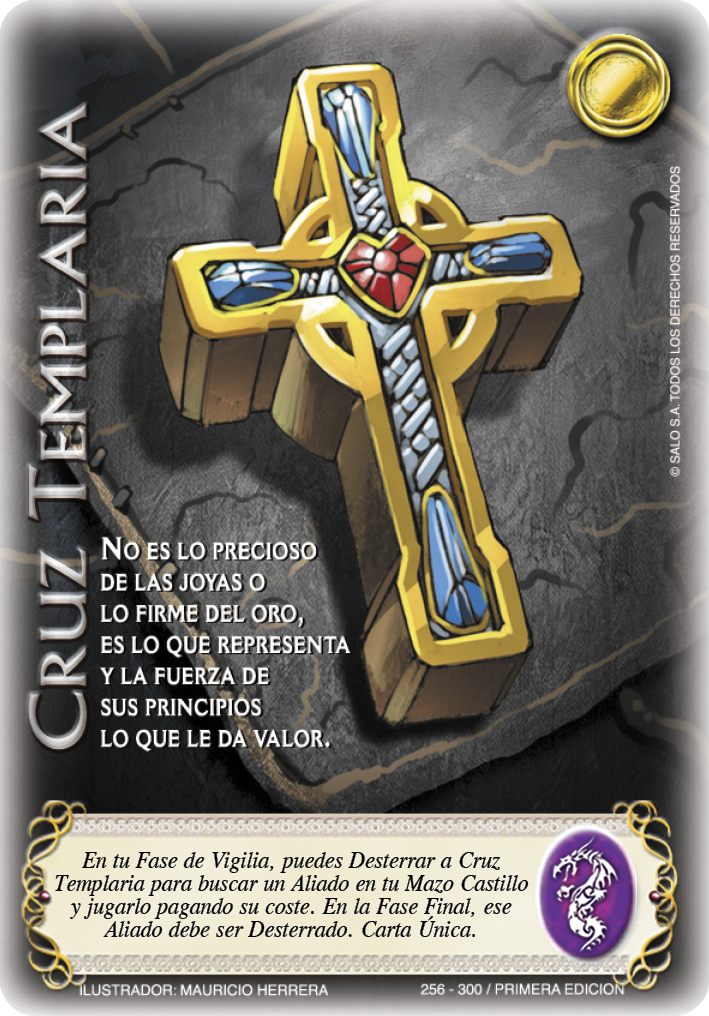 CRUZ TEMPLARIA
© SALO S.A. TODOS LOS DERECHOS RESERVADOS
NO ES LO PRECIOSO
DE LAS JOYAS O
LO FIRME DEL ORO,
ES LO QUE REPRESENTA
Y LA FUERZA DE
SUS PRINCIPIOS
LO QUE LE DA VALOR.
En tu Fase de Vigilia, puedes Desterrar a Cruz
Templaria para buscar un Aliado en tu Mazo Castillo
y jugarlo pagando su coste. En la Fase Final, ese
Aliado debe ser Desterrado. Carta Única.
ILUSTRADOR: MAURICIO HERRERA
256 - 300 / PRIMERA EDICION